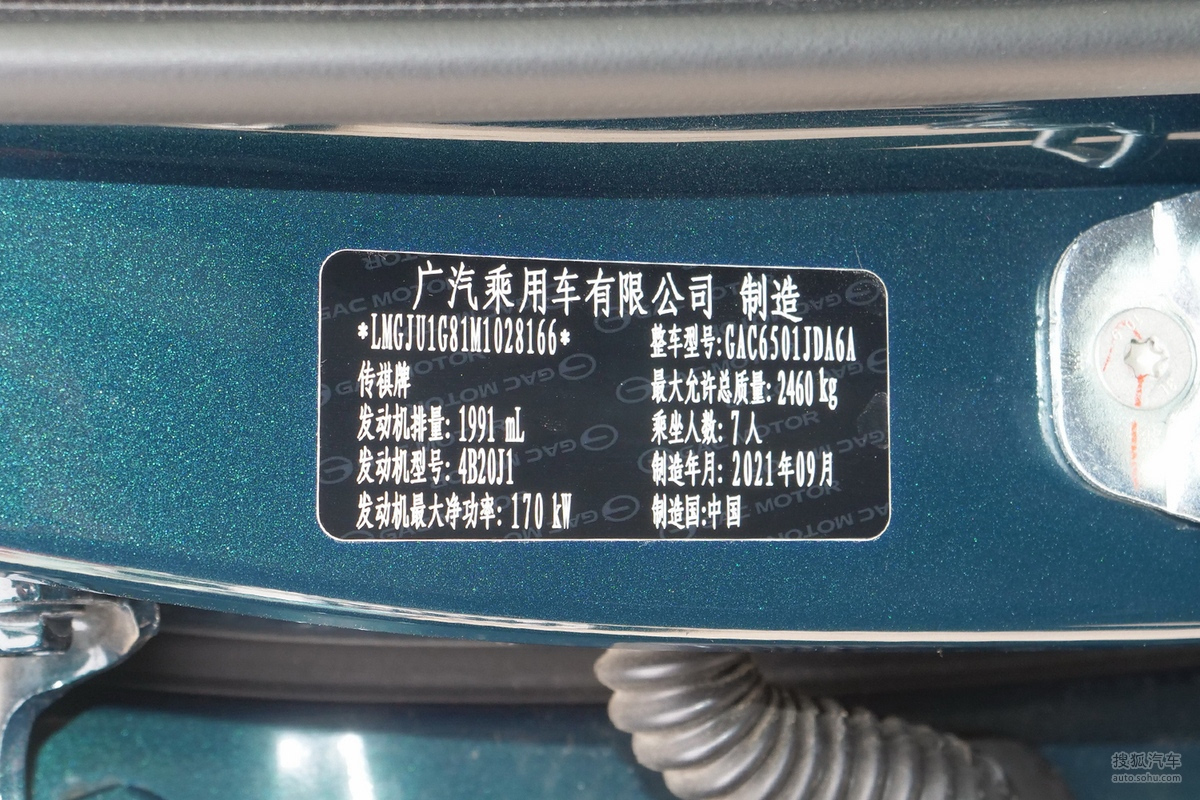 广汽乘用车有限公司 制造
*LMGJU1G81M1028166*
整车型号:GAC6501JDA6A
传祺牌
最大允许总质量: 2460 kg
发动机排量: 1991 mL
乘坐人数: 7 人
发动机型号: 4B20J1
制造年月: 2021年09月
发动机最大净功率: 170 kW
制造国:中国
GAC MOTOR
搜狐汽车
auto.sohu.com